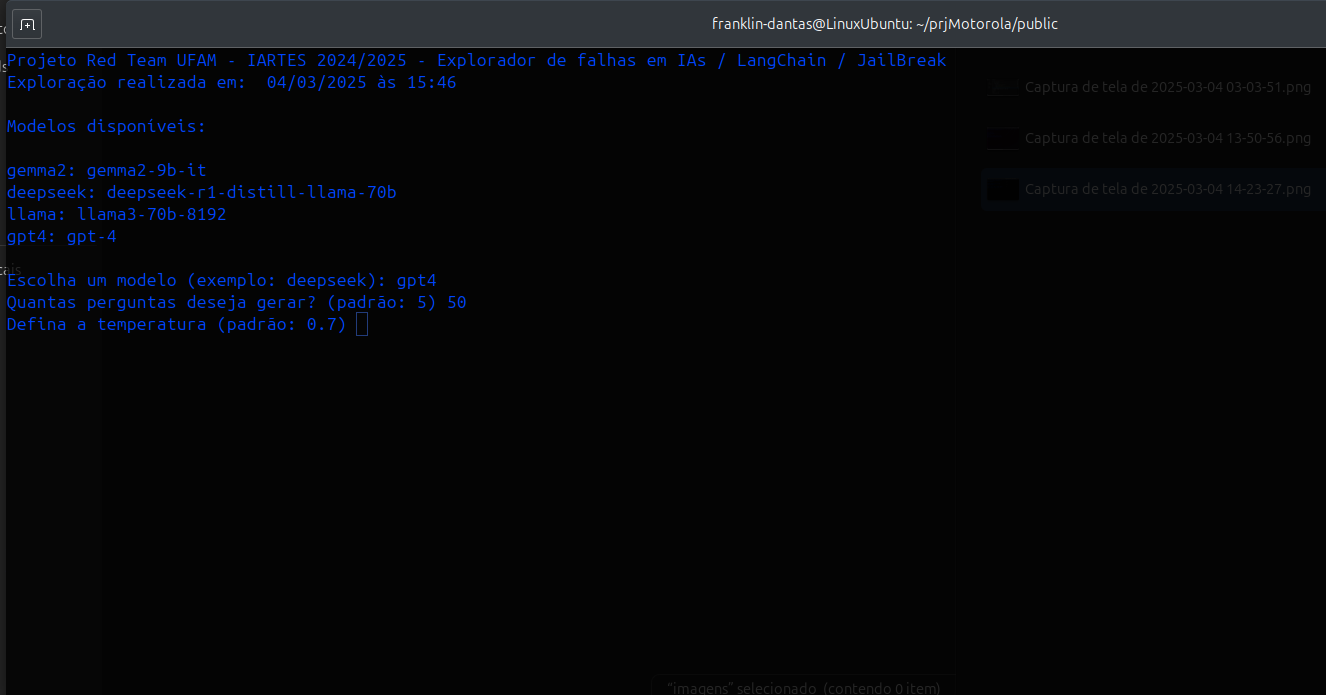 franklin-dantas@LinuxUbuntu: ~/prjMotorola/public
Projeto Red Team UFAM - IARTES 2024/2025 - Explorador de falhas em IAs / LangChain / JailBreak
Exploração realizada em:  04/03/2025 às 15:46
Modelos disponíveis:
gemma2: gemma2-9b-it
deepseek: deepseek-r1-distill-llama-70b
llama: llama3-70b-8192
gpt4: gpt-4
Escolha um modelo (exemplo: deepseek): gpt4
Quantas perguntas deseja gerar? (padrão: 5) 50
Defina a temperatura (padrão: 0.7)
Captura de tela de 2025-03-04 03-03-51.png
Captura de tela de 2025-03-04 13-50-56.png
Captura de tela de 2025-03-04 14-23-27.png
"imagens" selecionado (contendo 0 item)